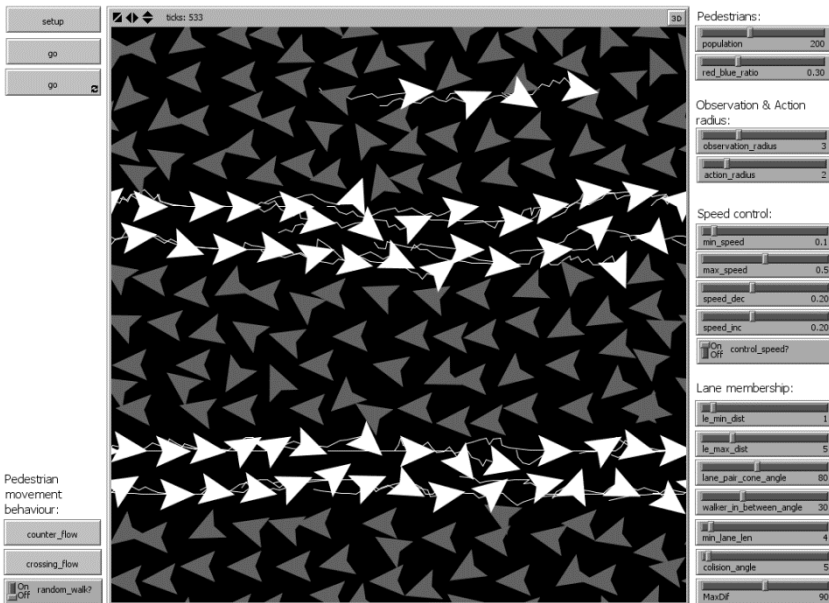 setup
go
go
ticks: 533
3D
Pedestrians:
population 200
red_blue_ratio 0.30
Observation & Action
radius:
observation_radius 3
action_radius 2
Speed control:
min_speed 0.1
max_speed 0.5
speed_dec 0.20
speed_inc 0.20
On
Off
control_speed?
Lane membership:
le_min_dist 1
le_max_dist 5
lane_pair_cone_angle 80
walker_in_between_angle 30
min_lane_len 4
colision_angle 5
MaxDif 90
Pedestrian
movement
behaviour:
counter_flow
crossing_flow
On
Off
random_walk?